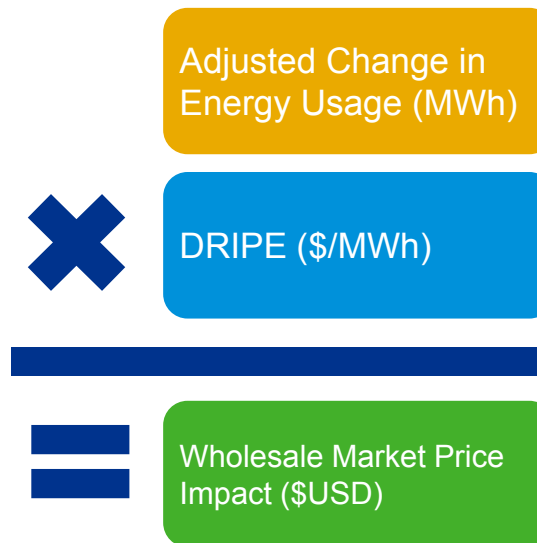 Adjusted Change in
Energy Usage (MWh)
DRIPE ($/MWh)
Wholesale Market Price
Impact ($USD)